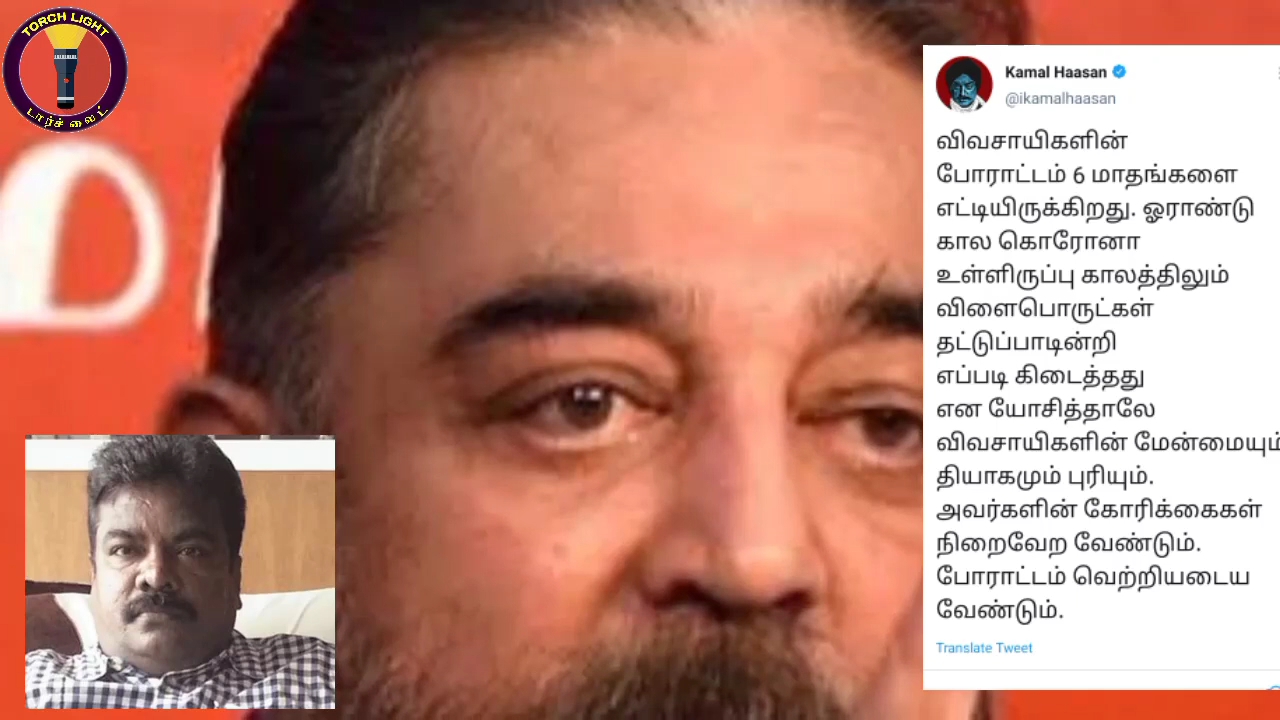 TORCH LIGHT
டார்ச் லைட்
Kamal Haasan
@ikamalhaasan
விவசாயிகளின்
போராட்டம் 6 மாதங்களை
எட்டியிருக்கிறது. ஓராண்டு
கால கொரோனா
உள்ளிருப்பு காலத்திலும்
விளைபொருட்கள்
தட்டுப்பாடின்றி
எப்படி கிடைத்தது
என யோசித்தாலே
விவசாயிகளின் மேன்மையும்
தியாகமும் புரியும்.
அவர்களின் கோரிக்கைகள்
நிறைவேற வேண்டும்.
போராட்டம் வெற்றியடைய
வேண்டும்.
Translate Tweet